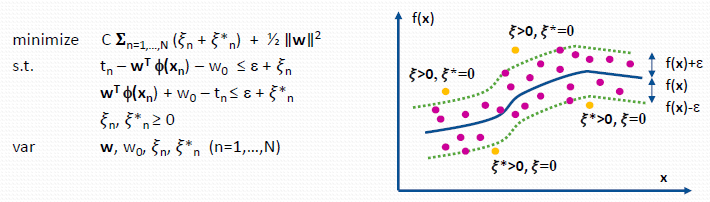 minimize C Σn=1,...,N (ξn + ξ*n) + ½ ‖w‖²
s.t. tn – wᵀ ϕ(xn) – w0 ≤ ε + ξn
wᵀ ϕ(xn) + w0 – tn ≤ ε + ξ*n
ξn, ξ*n ≥ 0
var w, w0, ξn, ξ*n (n=1,...,N)
f(x)
ξ>0, ξ*=0
ξ>0, ξ*=0
f(x)+ε
f(x)
f(x)-ε
ξ*>0, ξ=0
ξ*>0, ξ=0
x